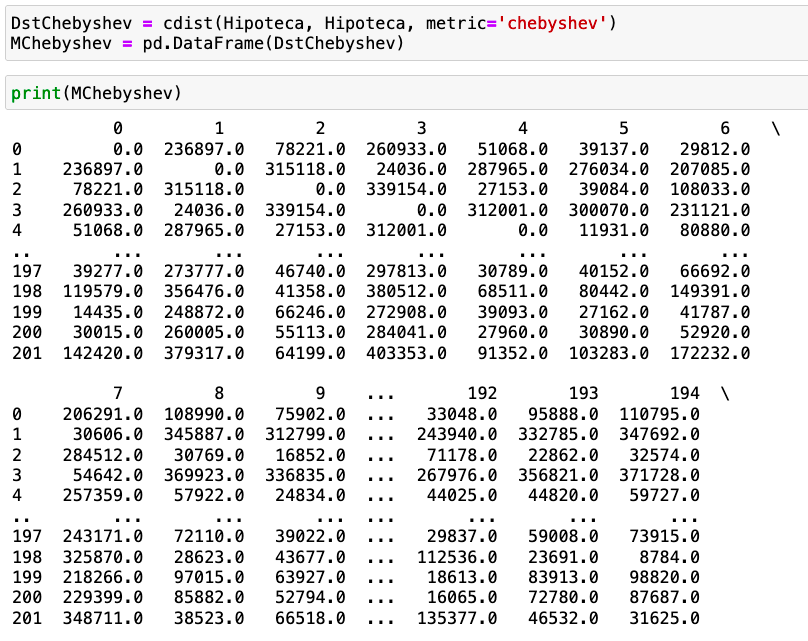 DstChebyshev = cdist(Hipoteca, Hipoteca, metric='chebyshev')
MChebyshev = pd.DataFrame(DstChebyshev)
print(MChebyshev)
0 1 2 3 4 5 6 \
0 0.0 236897.0 78221.0 260933.0 51068.0 39137.0 29812.0
1 236897.0 0.0 315118.0 24036.0 287965.0 276034.0 207085.0
2 78221.0 315118.0 0.0 339154.0 27153.0 39084.0 108033.0
3 260933.0 24036.0 339154.0 0.0 312001.0 300070.0 231121.0
4 51068.0 287965.0 27153.0 312001.0 0.0 11931.0 80880.0
.. ... ... ... ... ... ... ...
197 39277.0 273777.0 46740.0 297813.0 30789.0 40152.0 66692.0
198 119579.0 356476.0 41358.0 380512.0 68511.0 80442.0 149391.0
199 14435.0 248872.0 66246.0 272908.0 39093.0 27162.0 41787.0
200 30015.0 260005.0 55113.0 284041.0 27960.0 30890.0 52920.0
201 142420.0 379317.0 64199.0 403353.0 91352.0 103283.0 172232.0
7 8 9 ... 192 193 194 \
0 206291.0 108990.0 75902.0 ... 33048.0 95888.0 110795.0
1 30606.0 345887.0 312799.0 ... 243940.0 332785.0 347692.0
2 284512.0 30769.0 16852.0 ... 71178.0 22862.0 32574.0
3 54642.0 369923.0 336835.0 ... 267976.0 356821.0 371728.0
4 257359.0 57922.0 24834.0 ... 44025.0 44820.0 59727.0
.. ... ... ... ... ... ... ...
197 243171.0 72110.0 39022.0 ... 29837.0 59008.0 73915.0
198 325870.0 28623.0 43677.0 ... 112536.0 23691.0 8784.0
199 218266.0 97015.0 63927.0 ... 18613.0 83913.0 98820.0
200 229399.0 85882.0 52794.0 ... 16065.0 72780.0 87687.0
201 348711.0 38523.0 66518.0 ... 135377.0 46532.0 31625.0